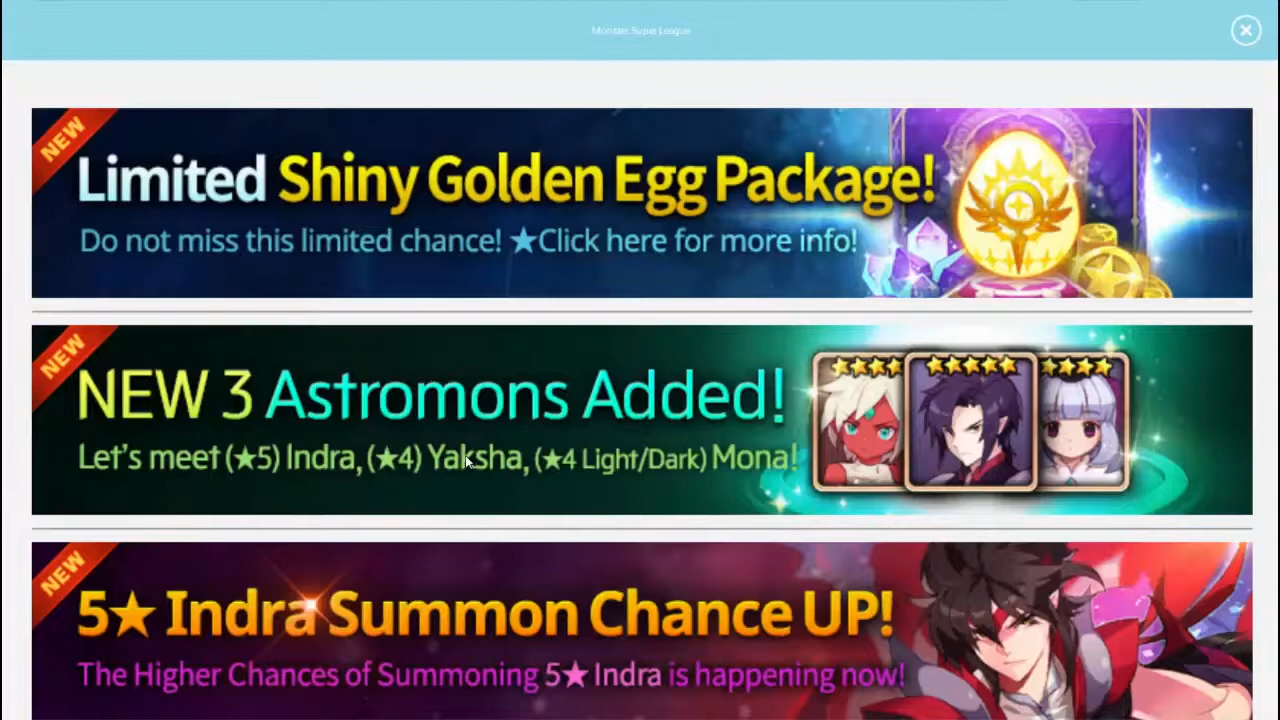 Monster Super League
NEW
Limited Shiny Golden Egg Package!
Do not miss this limited chance! ★Click here for more info!
NEW
NEW 3 Astromons Added!
Let's meet (★5) Indra, (★4) Yaksha, (★4 Light/Dark) Mona!
NEW
5★ Indra Summon Chance UP!
The Higher Chances of Summoning 5★ Indra is happening now!